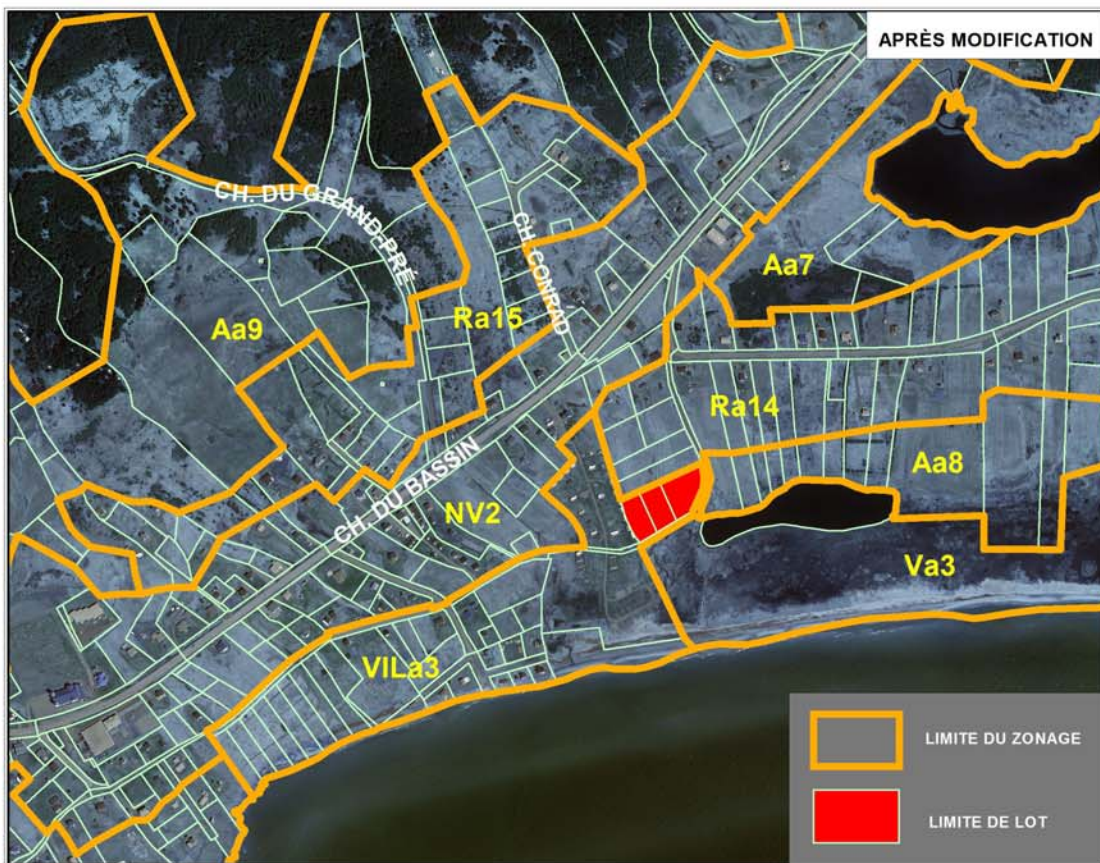 APRÈS MODIFICATION
CH. DU GRAND-PRÉ
CH. CONRAD
Aa7
Aa9
Ra15
Ra14
Aa8
CH. DU BASSIN
NV2
Va3
VILa3
LIMITE DU ZONAGE
LIMITE DE LOT